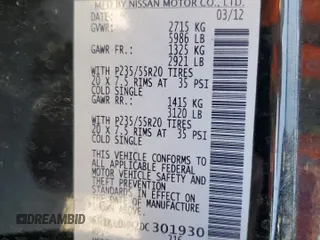 MFD BY NISSAN MOTOR CO., LTD.
DATE: 03/12
GVWR: 2715 KG
5986 LB
GAWR FR: 1325 KG
2921 LB
WITH P235/55R20 TIRES
20 X 7.5 RIMS AT 35 PSI
COLD SINGLE
GAWR RR: 1415 KG
3120 LB
WITH P235/55R20 TIRES
20 X 7.5 RIMS AT 35 PSI
COLD SINGLE
THIS VEHICLE CONFORMS TO
ALL APPLICABLE FEDERAL
MOTOR VEHICLE SAFETY AND
THEFT PREVENTION
IN EFFECT ON THE
OF MANUFACTURE
ABOVE.
301930
DREAMBID